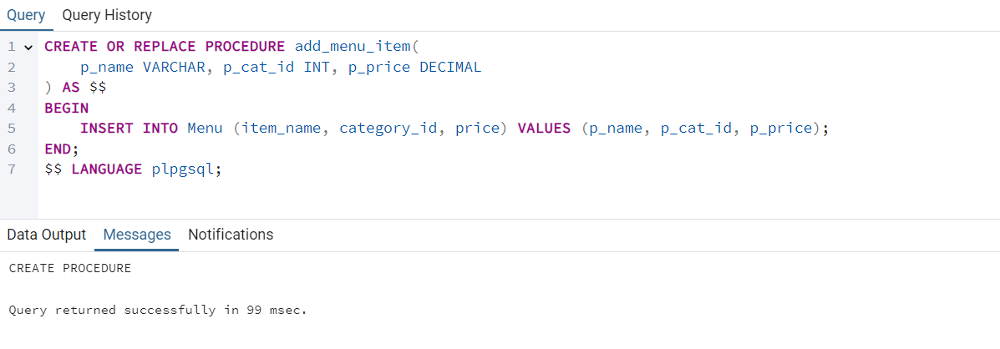 Query Query History
1 CREATE OR REPLACE PROCEDURE add_menu_item(
2 p_name VARCHAR, p_cat_id INT, p_price DECIMAL
3 ) AS $$
4 BEGIN
5 INSERT INTO Menu (item_name, category_id, price) VALUES (p_name, p_cat_id, p_price);
6 END;
7 $$ LANGUAGE plpgsql;
Data Output Messages Notifications
CREATE PROCEDURE
Query returned successfully in 99 msec.